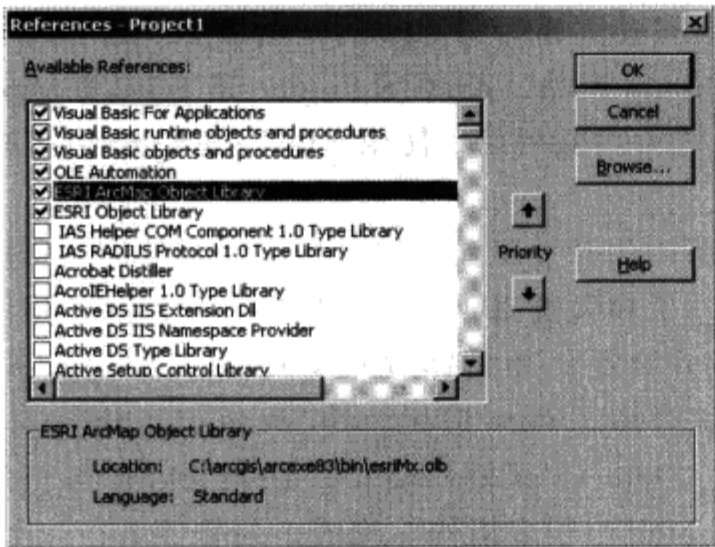 References - Project1
Available References:
Visual Basic For Applications
Visual Basic runtime objects and procedures
Visual Basic objects and procedures
OLE Automation
ESRI ArcMap Object Library
ESRI Object Library
IAS Helper COM Component 1.0 Type Library
IAS RADIUS Protocol 1.0 Type Library
Acrobat Distiller
AcroIEHelper 1.0 Type Library
Active DS IIS Extension Dll
Active DS IIS Namespace Provider
Active DS Type Library
Active Setup Control Library
OK
Cancel
Browse...
Priority
Help
ESRI ArcMap Object Library
Location: C:\arcgis\arcexe83\bin\esriMx.olb
Language: Standard